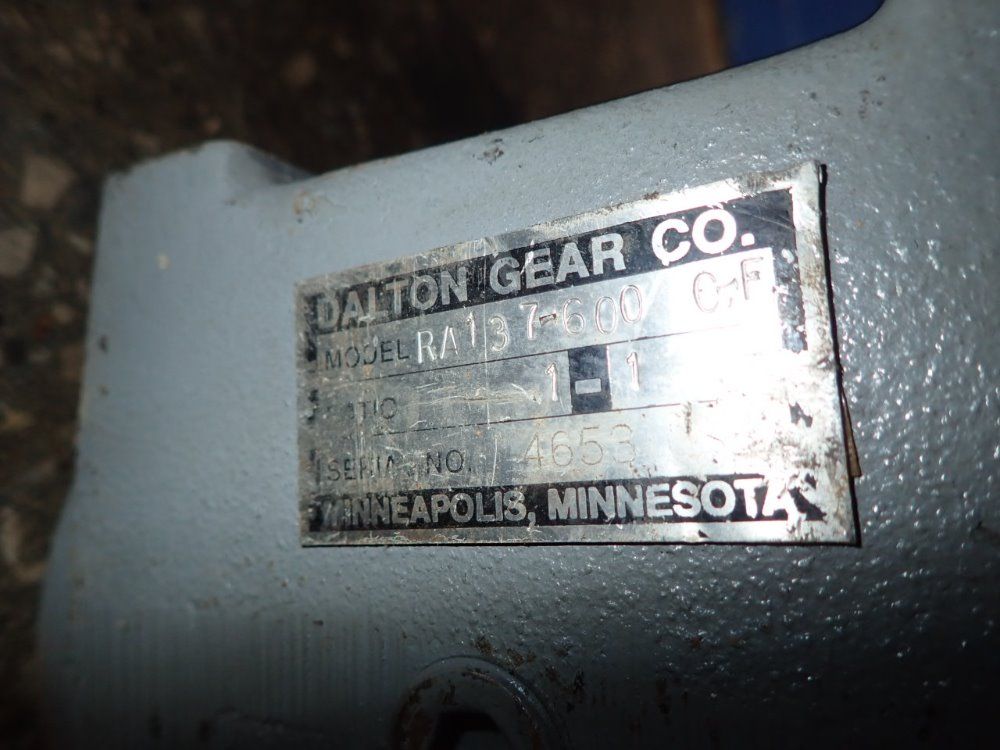 DALTON GEAR CO.
MODEL RA137-600 C.F.
RATIO 1-1
SERIAL NO. 4653
MINNEAPOLIS, MINNESOTA